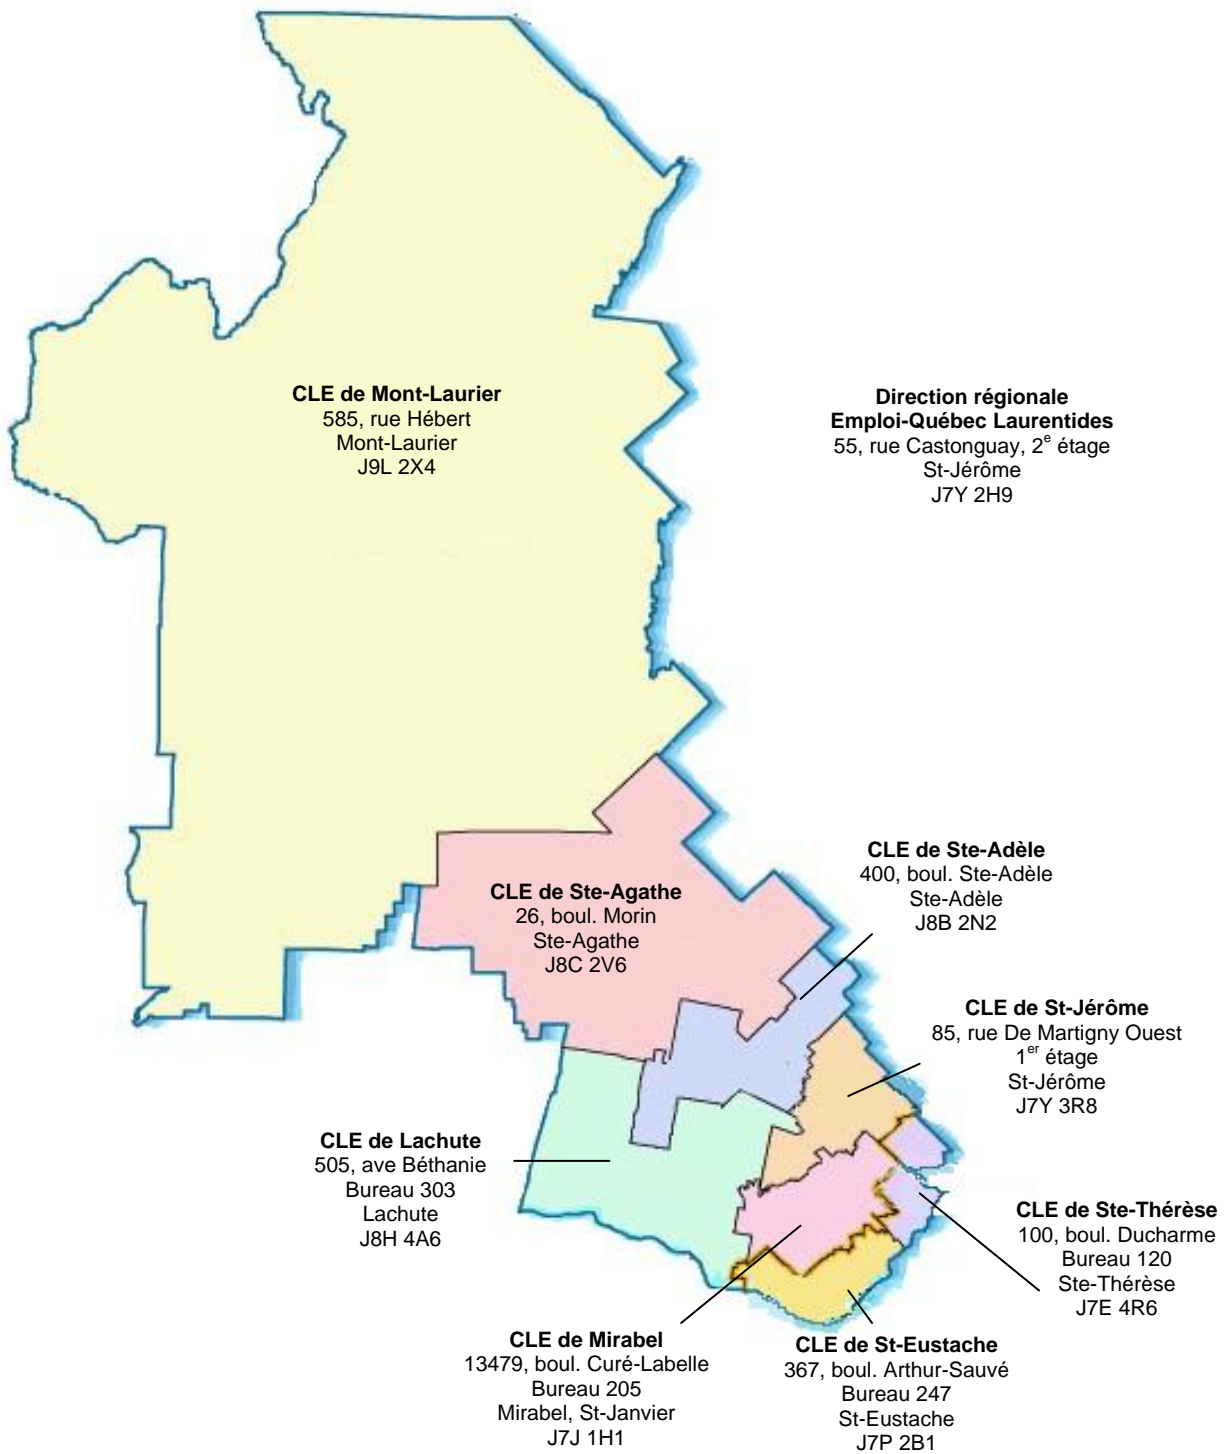 CLE de Mont-Laurier
585, rue Hébert
Mont-Laurier
J9L 2X4
Direction régionale
Emploi-Québec Laurentides
55, rue Castonguay, 2e étage
St-Jérôme
J7Y 2H9
CLE de Ste-Agathe
26, boul. Morin
Ste-Agathe
J8C 2V6
CLE de Ste-Adèle
400, boul. Ste-Adèle
Ste-Adèle
J8B 2N2
CLE de St-Jérôme
85, rue De Martigny Ouest
1er étage
St-Jérôme
J7Y 3R8
CLE de Lachute
505, ave Béthanie
Bureau 303
Lachute
J8H 4A6
CLE de Ste-Thérèse
100, boul. Ducharme
Bureau 120
Ste-Thérèse
J7E 4R6
CLE de Mirabel
13479, boul. Curé-Labelle
Bureau 205
Mirabel, St-Janvier
J7J 1H1
CLE de St-Eustache
367, boul. Arthur-Sauvé
Bureau 247
St-Eustache
J7P 2B1